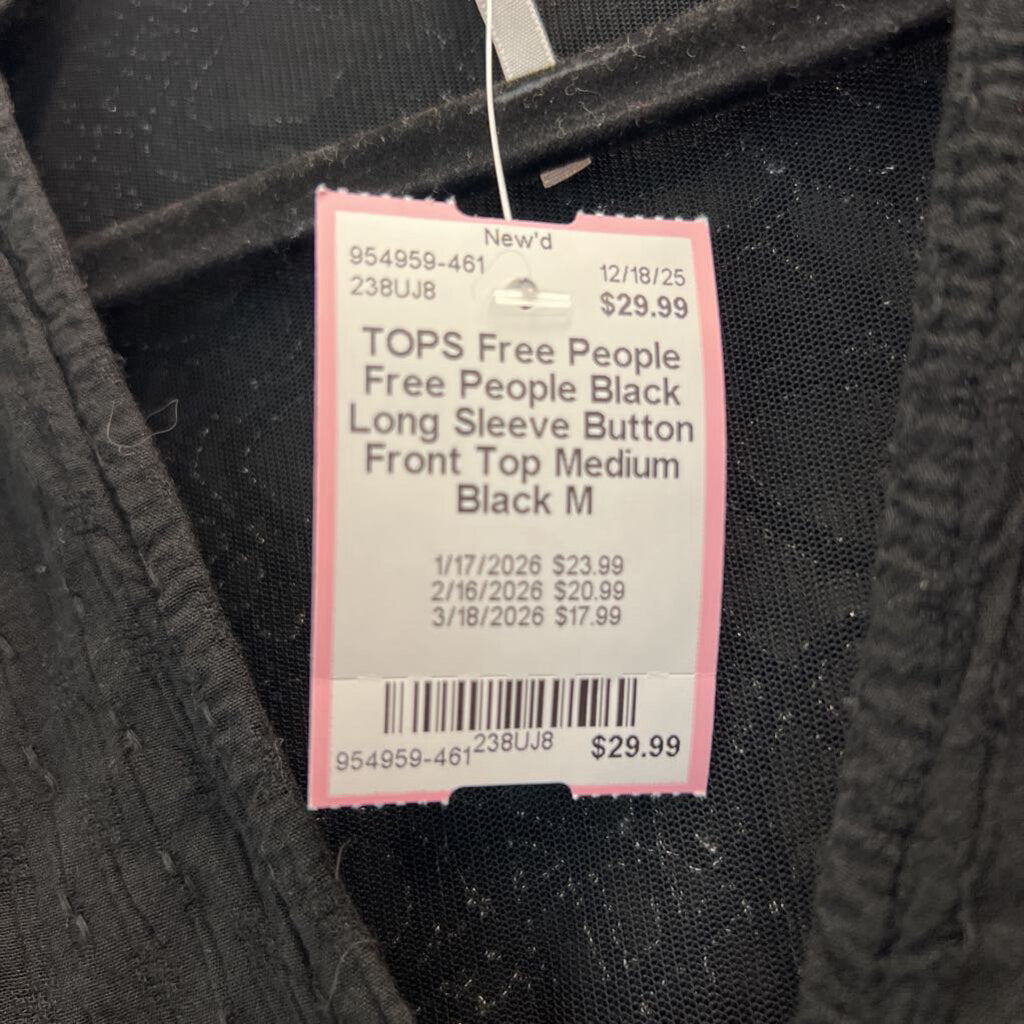 New'd
954959-461 12/18/25
238UJ8 $29.99
TOPS Free People
Free People Black
Long Sleeve Button
Front Top Medium
Black M
1/17/2026 $23.99
2/16/2026 $20.99
3/18/2026 $17.99
954959-461 238UJ8 $29.99